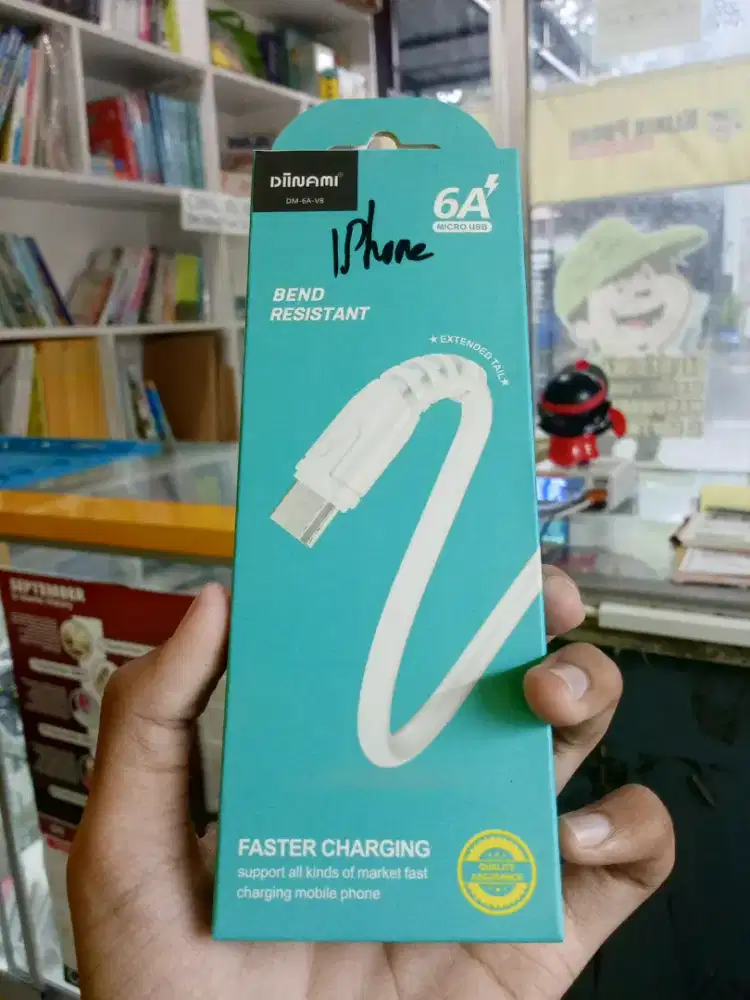 DiiNAMi®
DM-6A-V8
6A
MICRO USB
IPhone
BEND
RESISTANT
★ EXTENDED TAIL ★
FASTER CHARGING
support all kinds of market fast
charging mobile phone
QUALITY
ASSURANCE
SEPTEMBER